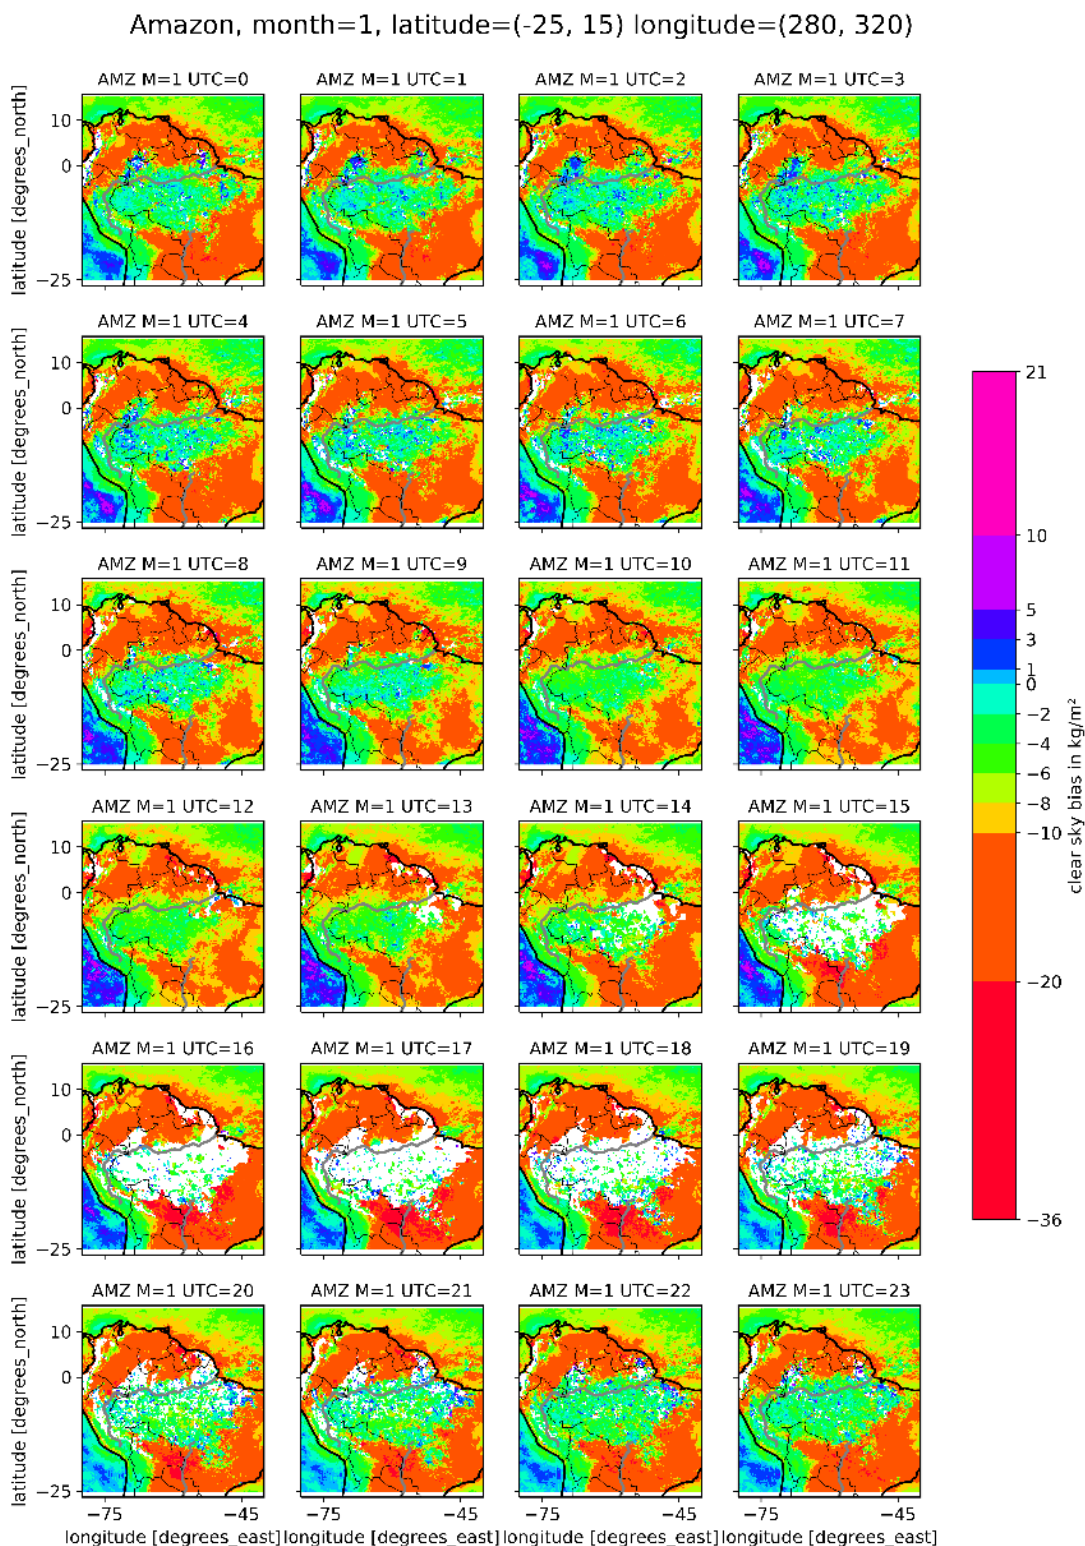 Amazon, month=1, latitude=(-25, 15) longitude=(280, 320)
AMZ M=1 UTC=0 AMZ M=1 UTC=1 AMZ M=1 UTC=2 AMZ M=1 UTC=3
latitude [degrees_north]
10
0
−25
AMZ M=1 UTC=4 AMZ M=1 UTC=5 AMZ M=1 UTC=6 AMZ M=1 UTC=7
latitude [degrees_north]
10
0
−25
AMZ M=1 UTC=8 AMZ M=1 UTC=9 AMZ M=1 UTC=10 AMZ M=1 UTC=11
latitude [degrees_north]
10
0
−25
AMZ M=1 UTC=12 AMZ M=1 UTC=13 AMZ M=1 UTC=14 AMZ M=1 UTC=15
latitude [degrees_north]
10
0
−25
AMZ M=1 UTC=16 AMZ M=1 UTC=17 AMZ M=1 UTC=18 AMZ M=1 UTC=19
latitude [degrees_north]
10
0
−25
AMZ M=1 UTC=20 AMZ M=1 UTC=21 AMZ M=1 UTC=22 AMZ M=1 UTC=23
latitude [degrees_north]
10
0
−25
−75 −45 −75 −45 −75 −45 −75 −45
longitude [degrees_east] longitude [degrees_east] longitude [degrees_east] longitude [degrees_east]
21
10
5
3
1
0
−2
−4
−6
−8
−10
−20
−36
clear sky bias in kg/m²